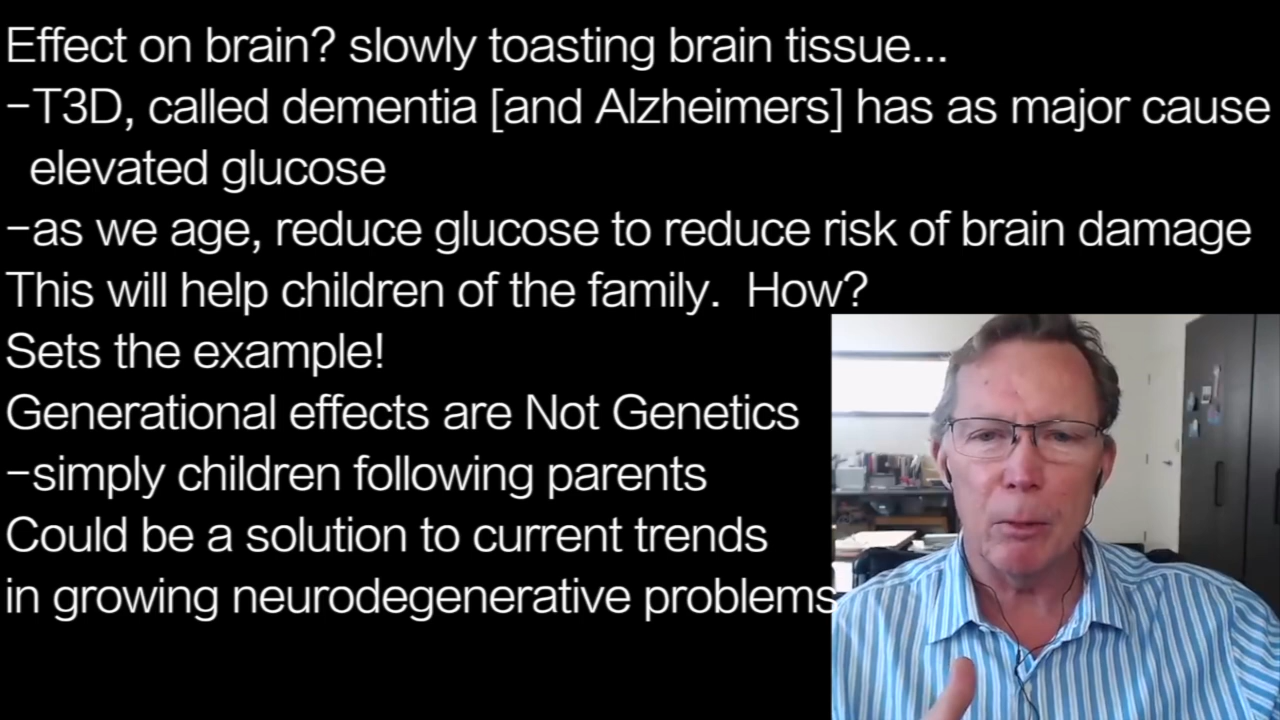 Effect on brain? slowly toasting brain tissue...
-T3D, called dementia [and Alzheimers] has as major cause
elevated glucose
-as we age, reduce glucose to reduce risk of brain damage
This will help children of the family.  How?
Sets the example!
Generational effects are Not Genetics
-simply children following parents
Could be a solution to current trends
in growing neurodegenerative problems